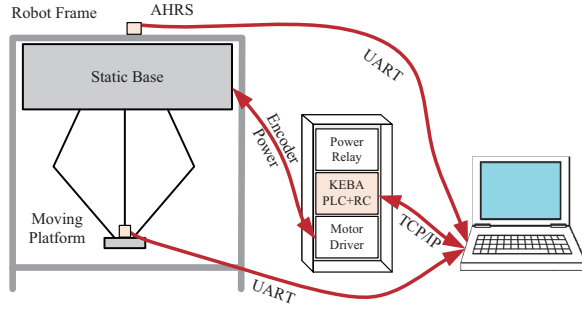 Robot Frame
AHRS
Static Base
UART
Encoder
Power
Power
Relay
KEBA
PLC+RC
Motor
Driver
TCP/IP
Moving
Platform
UART